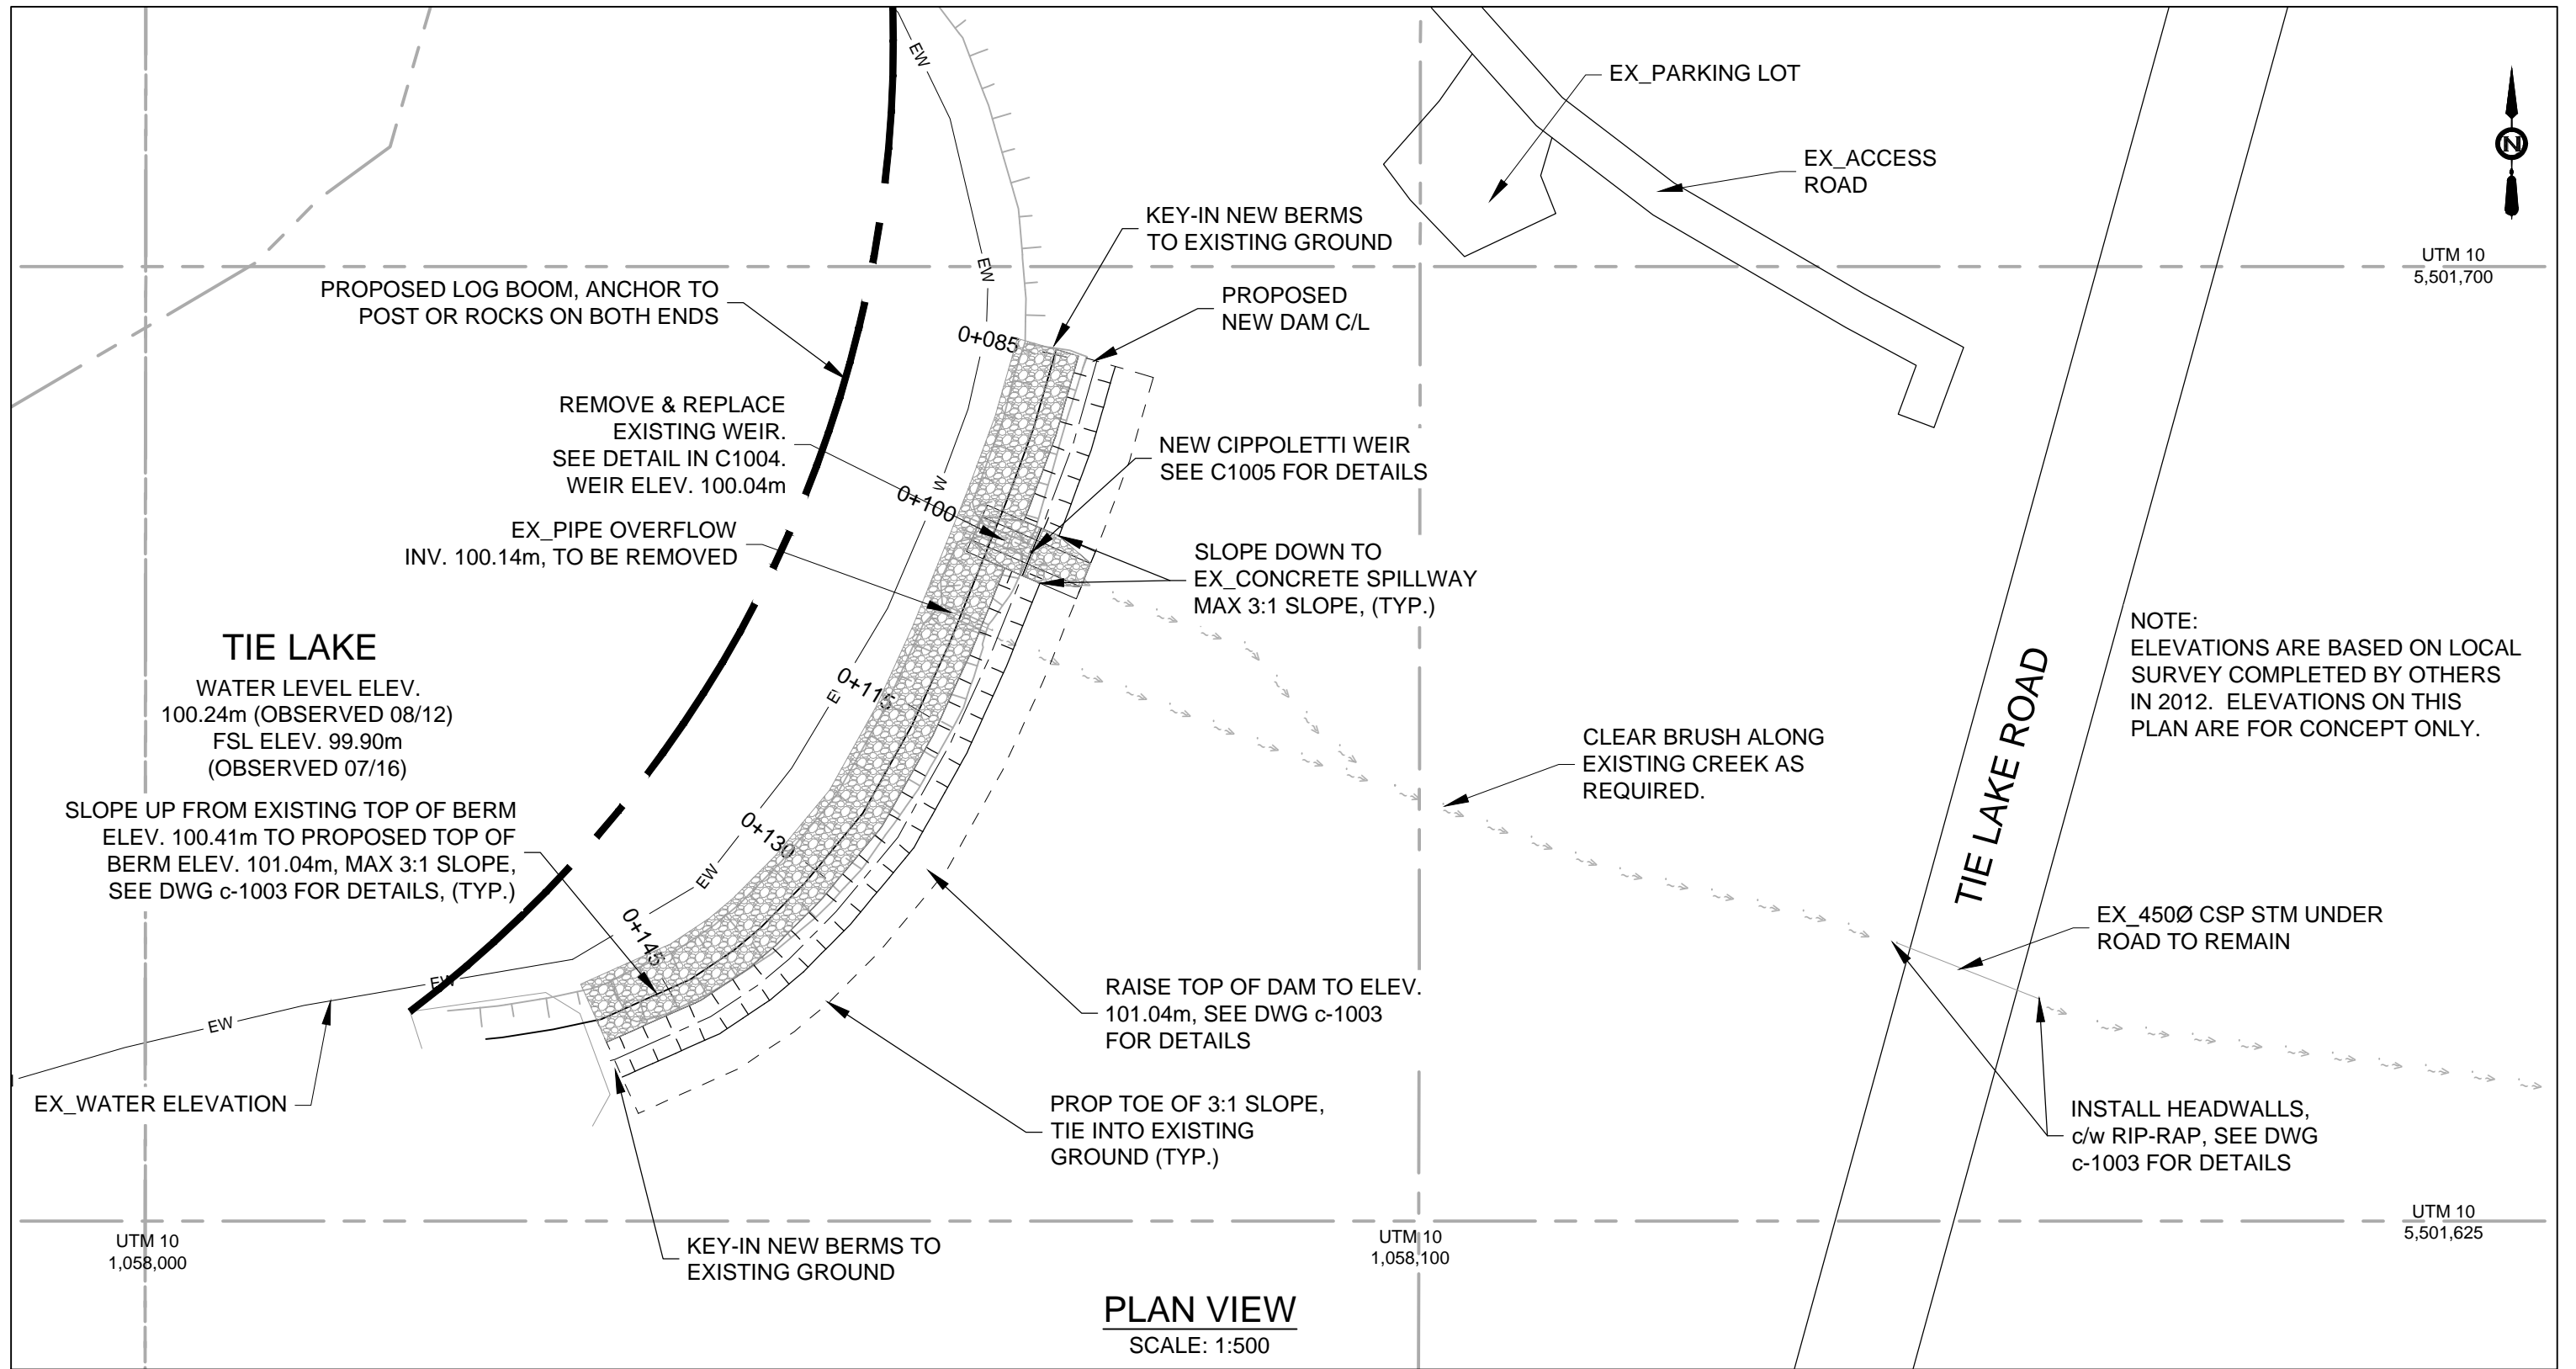 EX_PARKING LOT
EX_ACCESS
ROAD
N
KEY-IN NEW BERMS
TO EXISTING GROUND
UTM 10
5,501,700
PROPOSED LOG BOOM, ANCHOR TO
POST OR ROCKS ON BOTH ENDS
PROPOSED
NEW DAM C/L
EW
EW
0+085
REMOVE & REPLACE
EXISTING WEIR.
SEE DETAIL IN C1004.
WEIR ELEV. 100.04m
NEW CIPPOLETTI WEIR
SEE C1005 FOR DETAILS
W
0+100
EX_PIPE OVERFLOW
INV. 100.14m, TO BE REMOVED
SLOPE DOWN TO
EX_CONCRETE SPILLWAY
MAX 3:1 SLOPE, (TYP.)
TIE LAKE
WATER LEVEL ELEV.
100.24m (OBSERVED 08/12)
FSL ELEV. 99.90m
(OBSERVED 07/16)
NOTE:
ELEVATIONS ARE BASED ON LOCAL
SURVEY COMPLETED BY OTHERS
IN 2012.  ELEVATIONS ON THIS
PLAN ARE FOR CONCEPT ONLY.
0+115
E
TIE LAKE ROAD
CLEAR BRUSH ALONG
EXISTING CREEK AS
REQUIRED.
SLOPE UP FROM EXISTING TOP OF BERM
ELEV. 100.41m TO PROPOSED TOP OF
BERM ELEV. 101.04m, MAX 3:1 SLOPE,
SEE DWG c-1003 FOR DETAILS, (TYP.)
0+130
EW
0+145
EX_450Ø CSP STM UNDER
ROAD TO REMAIN
EW
EW
RAISE TOP OF DAM TO ELEV.
101.04m, SEE DWG c-1003
FOR DETAILS
EX_WATER ELEVATION
PROP TOE OF 3:1 SLOPE,
TIE INTO EXISTING
GROUND (TYP.)
INSTALL HEADWALLS,
c/w RIP-RAP, SEE DWG
c-1003 FOR DETAILS
UTM 10
1,058,000
KEY-IN NEW BERMS TO
EXISTING GROUND
UTM 10
1,058,100
UTM 10
5,501,625
PLAN VIEW
SCALE: 1:500